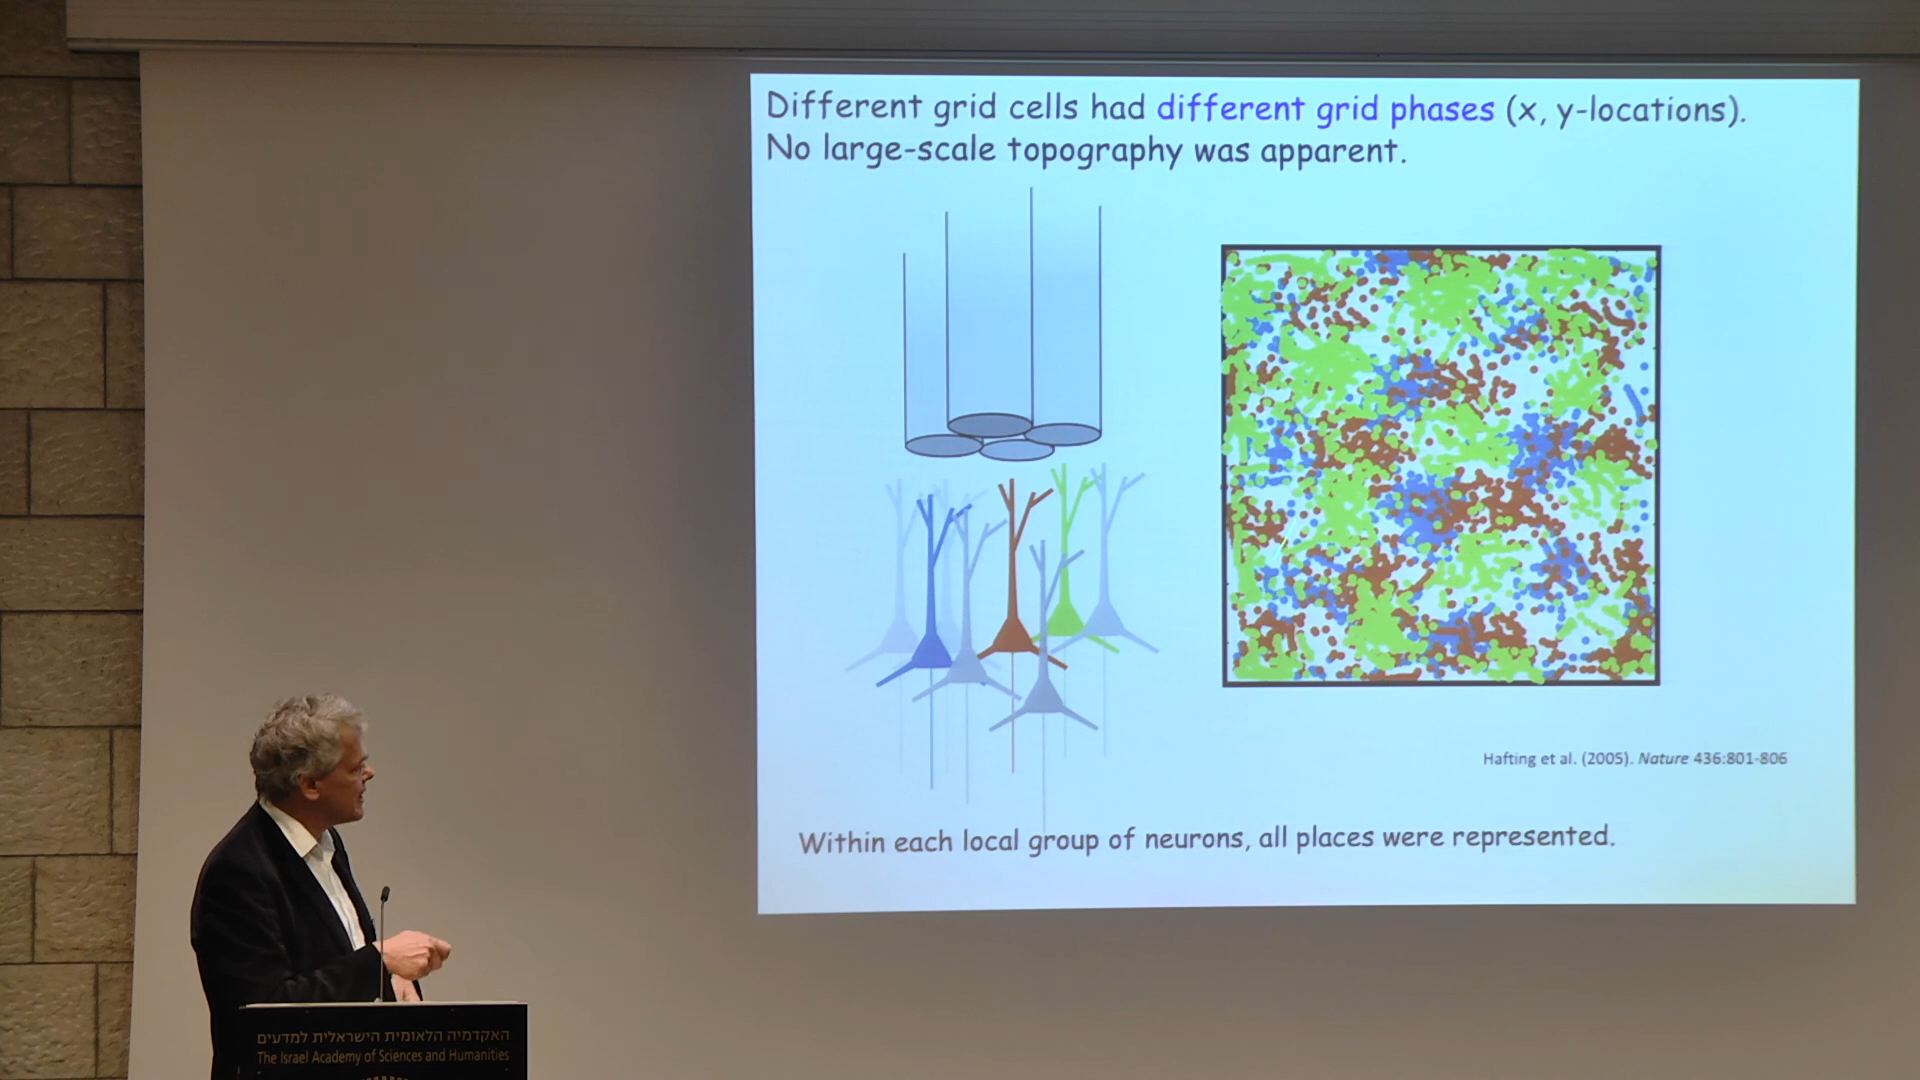 Different grid cells had different grid phases (x, y-locations).
No large-scale topography was apparent.
Hafting et al. (2005). Nature 436:801-806
Within each local group of neurons, all places were represented.
האקדמיה הלאומית הישראלית למדעים
The Israel Academy of Sciences and Humanities